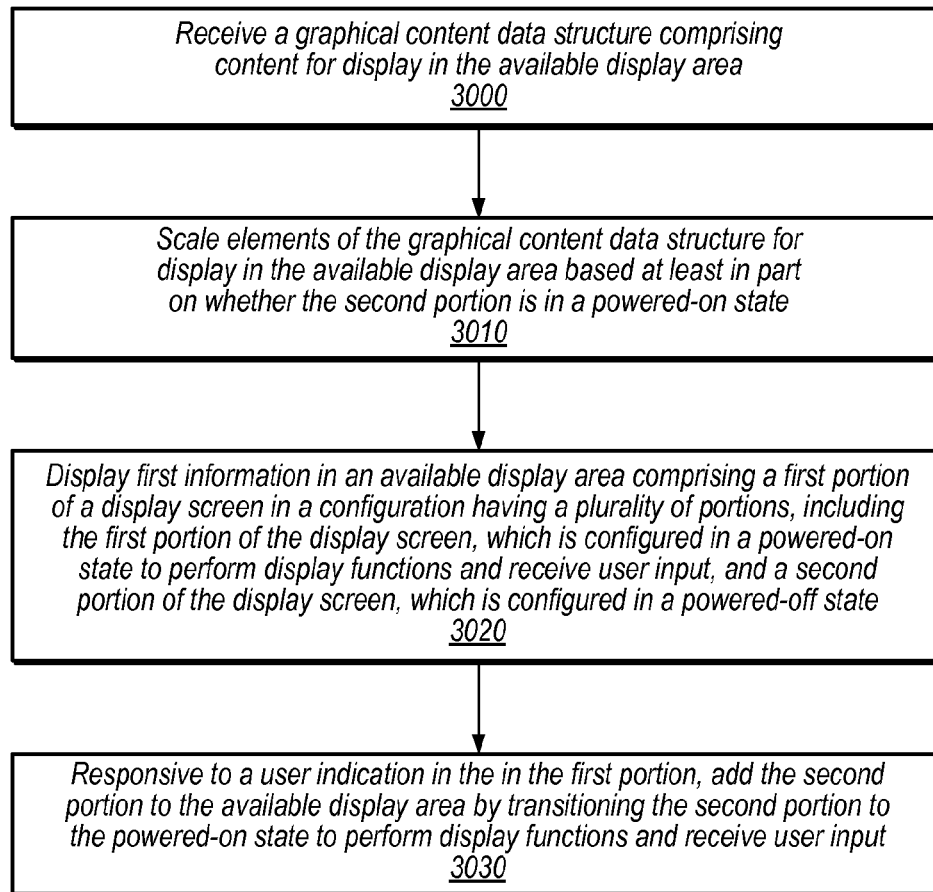 Receive a graphical content data structure comprising
content for display in the available display area
3000
Scale elements of the graphical content data structure for
display in the available display area based at least in part
on whether the second portion is in a powered-on state
3010
Display first information in an available display area comprising a first portion
of a display screen in a configuration having a plurality of portions, including
the first portion of the display screen, which is configured in a powered-on
state to perform display functions and receive user input, and a second
portion of the display screen, which is configured in a powered-off state
3020
Responsive to a user indication in the in the first portion, add the second
portion to the available display area by transitioning the second portion to
the powered-on state to perform display functions and receive user input
3030